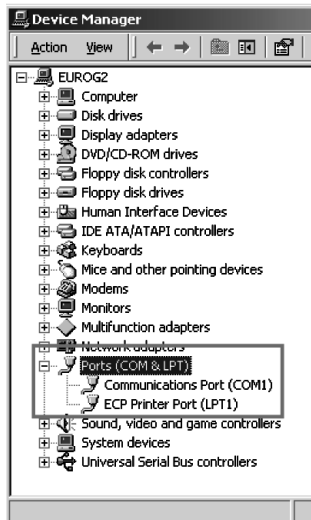 Device Manager
Action View
EUROG2
Computer
Disk drives
Display adapters
DVD/CD-ROM drives
Floppy disk controllers
Floppy disk drives
Human Interface Devices
IDE ATA/ATAPI controllers
Keyboards
Mice and other pointing devices
Modems
Monitors
Multifunction adapters
Network adapters
Ports (COM & LPT)
Communications Port (COM1)
ECP Printer Port (LPT1)
Sound, video and game controllers
System devices
Universal Serial Bus controllers